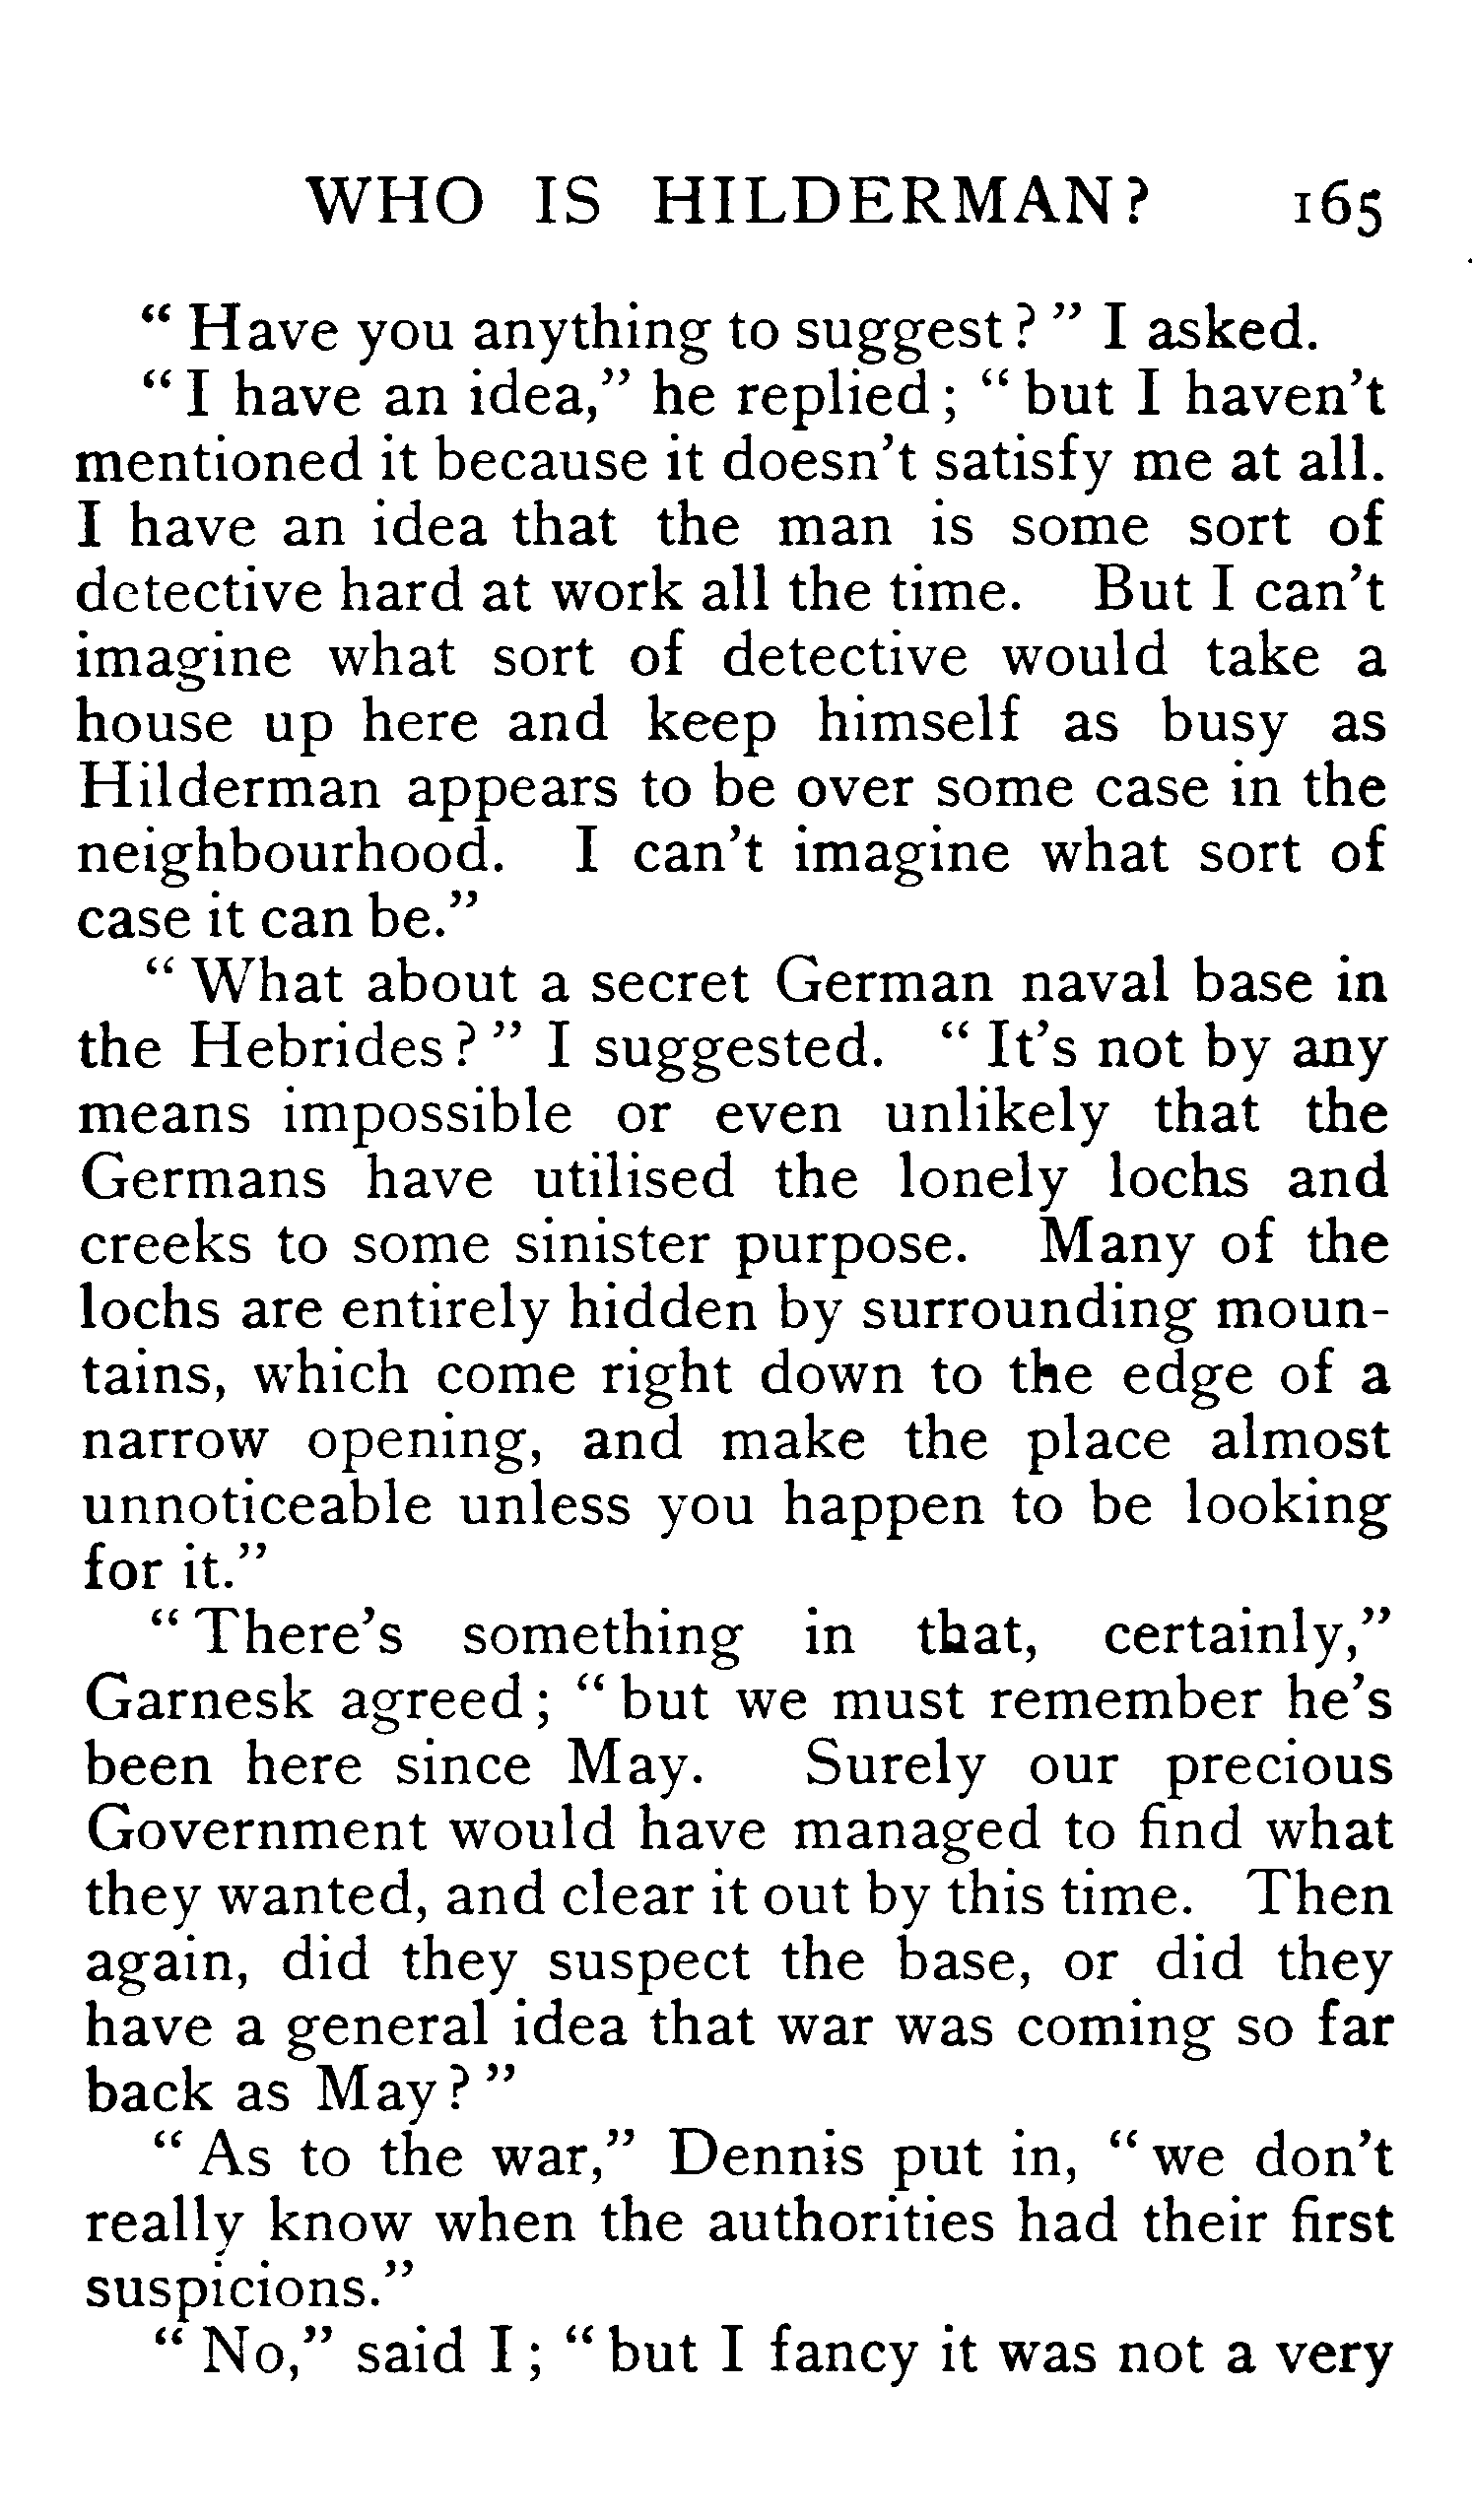 WHO IS HILDERMAN? 165
“ Have you anything to suggest ? ” I asked.
“ I have an idea,” he replied ; “ but I haven't
mentioned it because it doesn't satisfy me at all.
I have an idea that the man is some sort of
detective hard at work all the time. But I can't
imagine what sort of detective would take a
house up here and keep himself as busy as
Hilderman appears to be over some case in the
neighbourhood. I can't imagine what sort of
case it can be.”
“ What about a secret German naval base in
the Hebrides ? ” I suggested. “ It's not by any
means impossible or even unlikely that the
Germans have utilised the lonely lochs and
creeks to some sinister purpose. Many of the
lochs are entirely hidden by surrounding moun-
tains, which come right down to the edge of a
narrow opening, and make the place almost
unnoticeable unless you happen to be looking
for it.”
“ There's something in that, certainly,”
Garnesk agreed ; “ but we must remember he's
been here since May. Surely our precious
Government would have managed to find what
they wanted, and clear it out by this time. Then
again, did they suspect the base, or did they
have a general idea that war was coming so far
back as May ? ”
“ As to the war,” Dennis put in, “ we don't
really know when the authorities had their first
suspicions.”
“ No,” said I ; “ but I fancy it was not a very